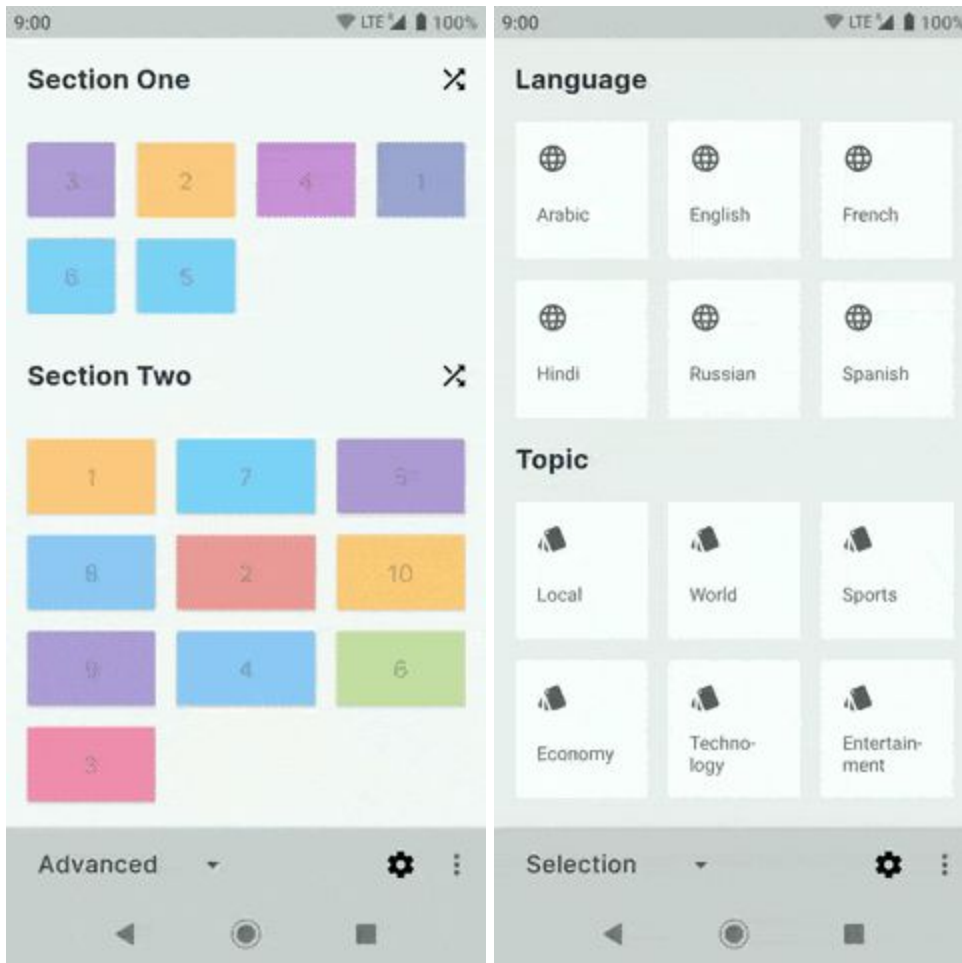 9:00 LTE 100%
Section One
3 2 4 1
6 5
Section Two
1 7 5
8 2 10
9 4 6
3
Advanced
9:00 LTE 100%
Language
Arabic English French
Hindi Russian Spanish
Topic
Local World Sports
Economy Techno- Entertain-
logy ment
Selection